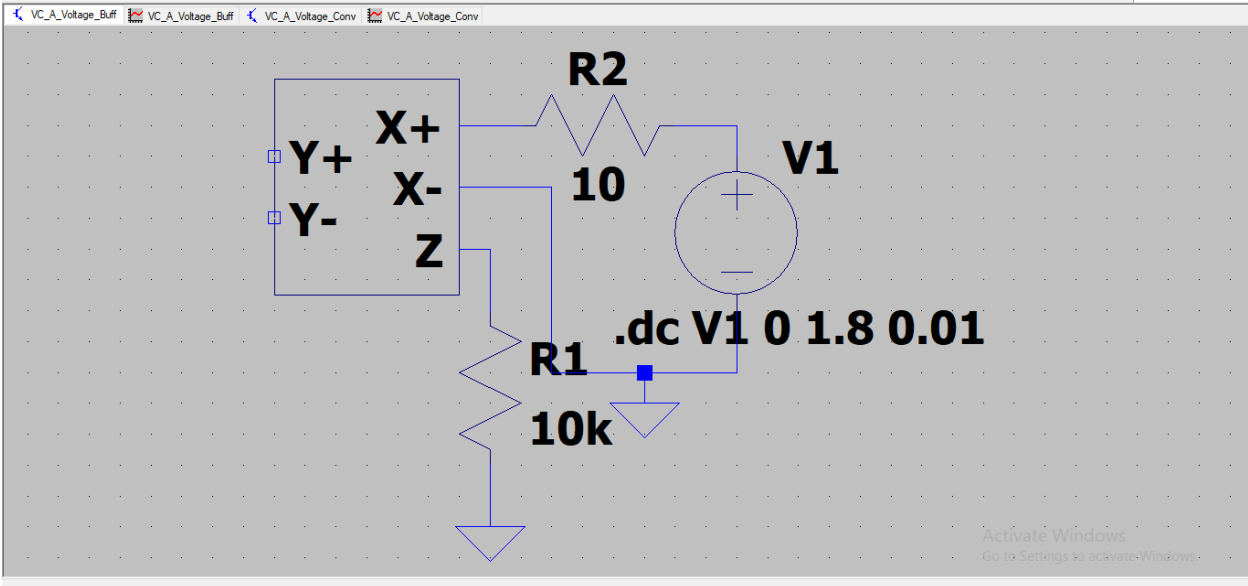 VC_A_Voltage_Buff VC_A_Voltage_Buff VC_A_Voltage_Conv VC_A_Voltage_Conv
R2
X+
Y+
V1
X-
10
Y-
Z
.dc V1 0 1.8 0.01
R1
10k
Activate Windows
Go to Settings to activate Windows.